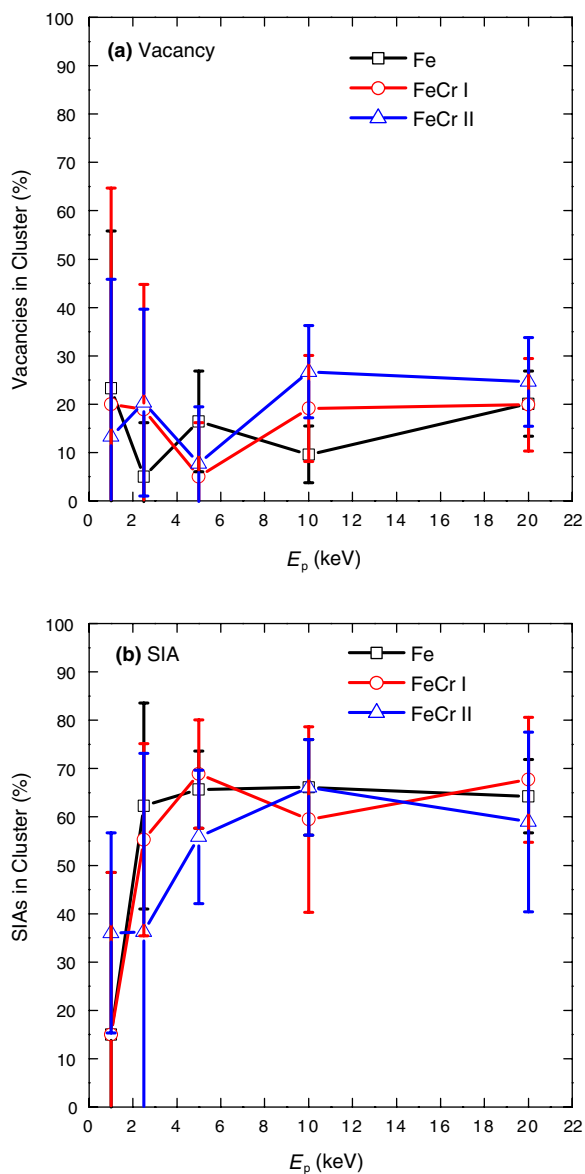 100
(a) Vacancy
Fe
90
FeCr I
80
FeCr II
70
60
50
40
30
20
10
0
Vacancies in Cluster (%)
0 2 4 6 8 10 12 14 16 18 20 22
Ep (keV)
100
(b) SIA
Fe
90
FeCr I
80
FeCr II
70
60
50
40
30
20
10
0
SIAs in Cluster (%)
0 2 4 6 8 10 12 14 16 18 20 22
Ep (keV)